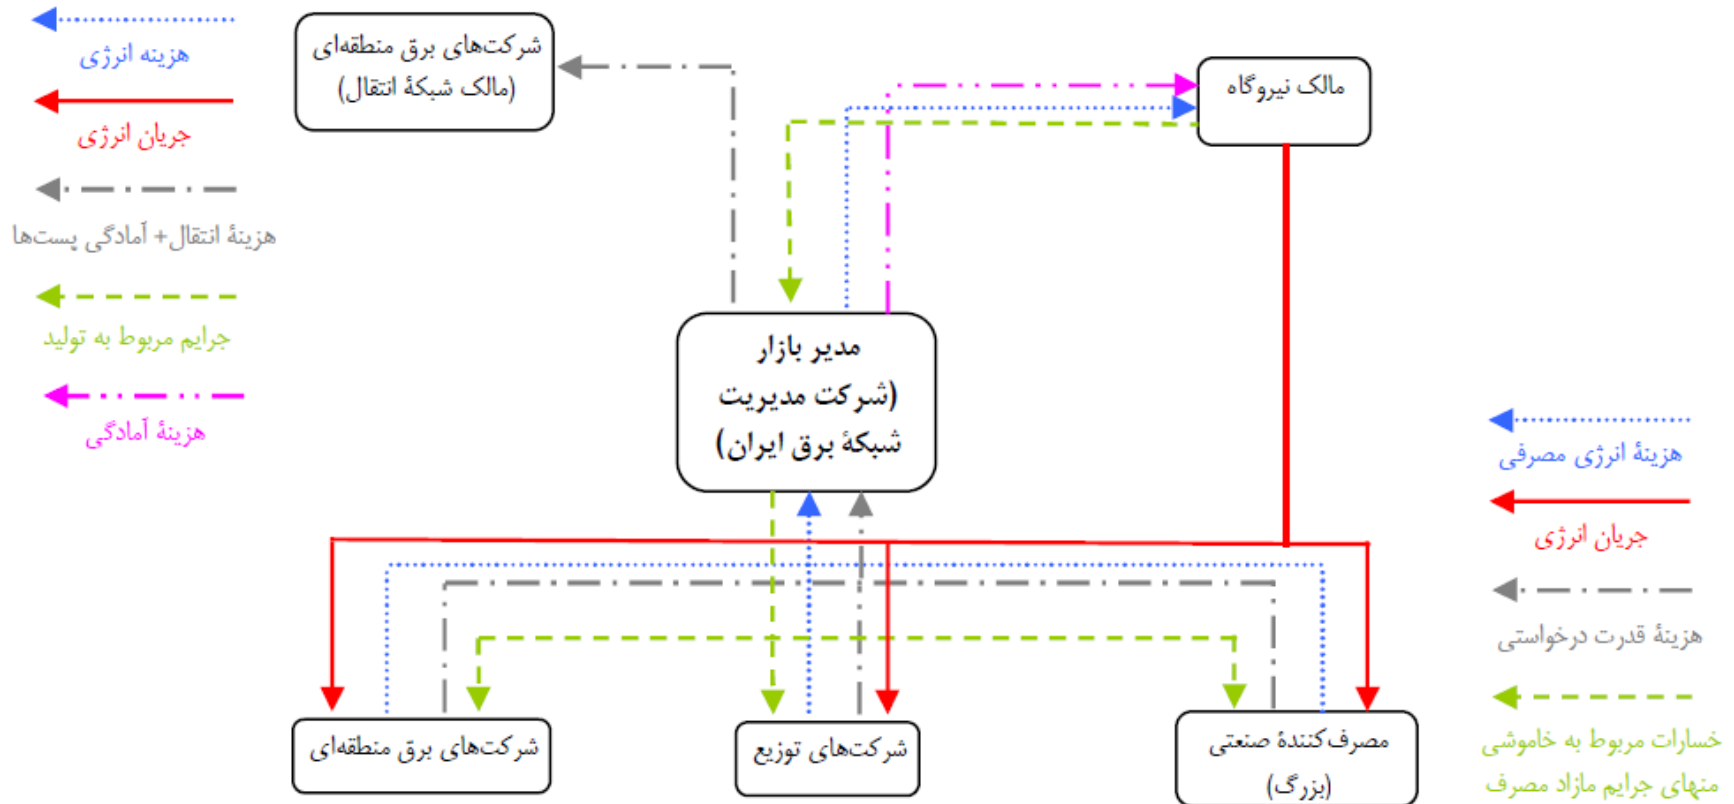 هزینه انرژی
جریان انرژی
هزینهٔ انتقال+ آمادگی پست‌ها
جرایم مربوط به تولید
هزینهٔ آمادگی
شرکت‌های برق منطقه‌ای
(مالک شبکهٔ انتقال)
مالک نیروگاه
مدیر بازار
(شرکت مدیریت
شبکهٔ برق ایران)
هزینهٔ انرژی مصرفی
جریان انرژی
هزینهٔ قدرت درخواستی
خسارات مربوط به خاموشی
منهای جرایم مازاد مصرف
مصرف‌کنندهٔ صنعتی
(بزرگ)
شرکت‌های توزیع
شرکت‌های برق منطقه‌ای